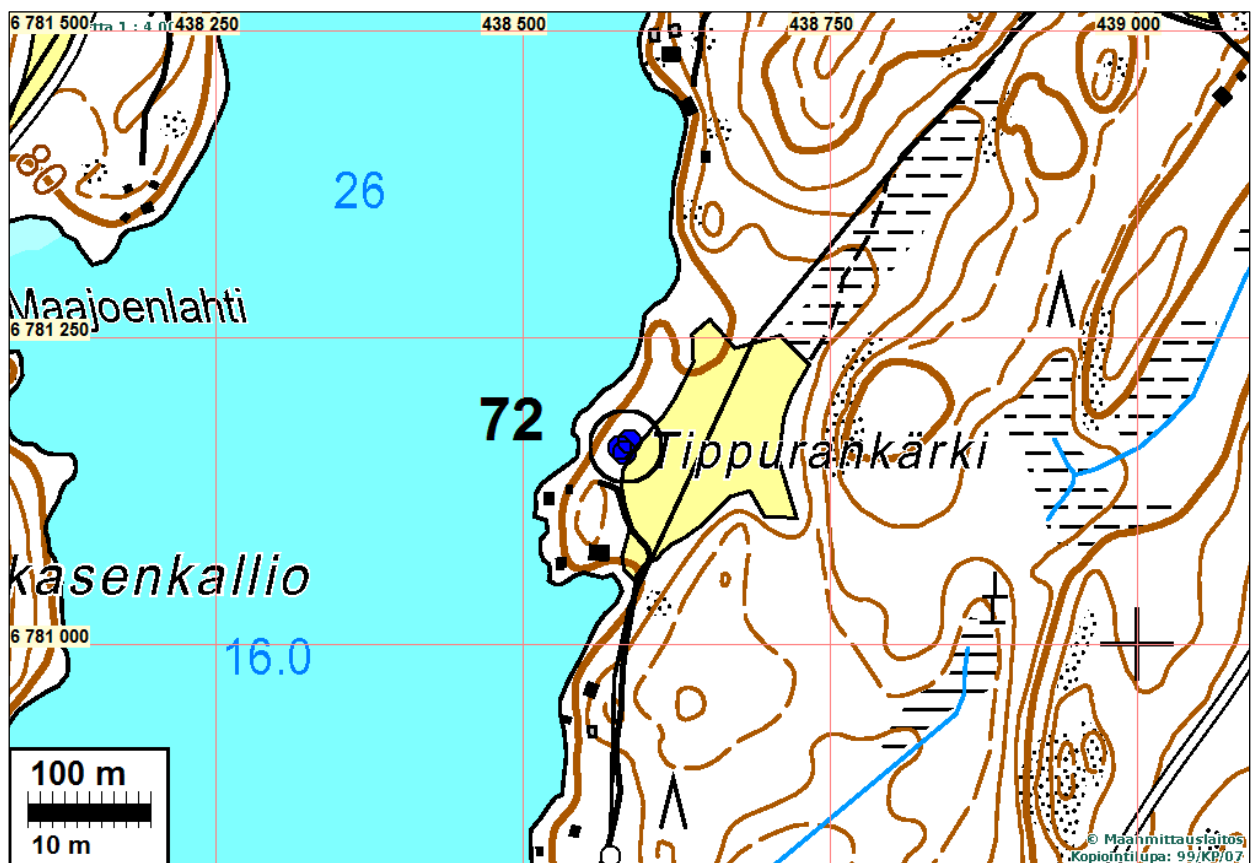 6 781 500
438 250
438 500
438 750
439 000
80
26
Maajoenlahti
6 781 250
72
Tippurankärki
kasenkallio
6 781 000
16.0
100 m
10 m
© Maanmittauslaitos
Kopiointilupa: 99/KP/07